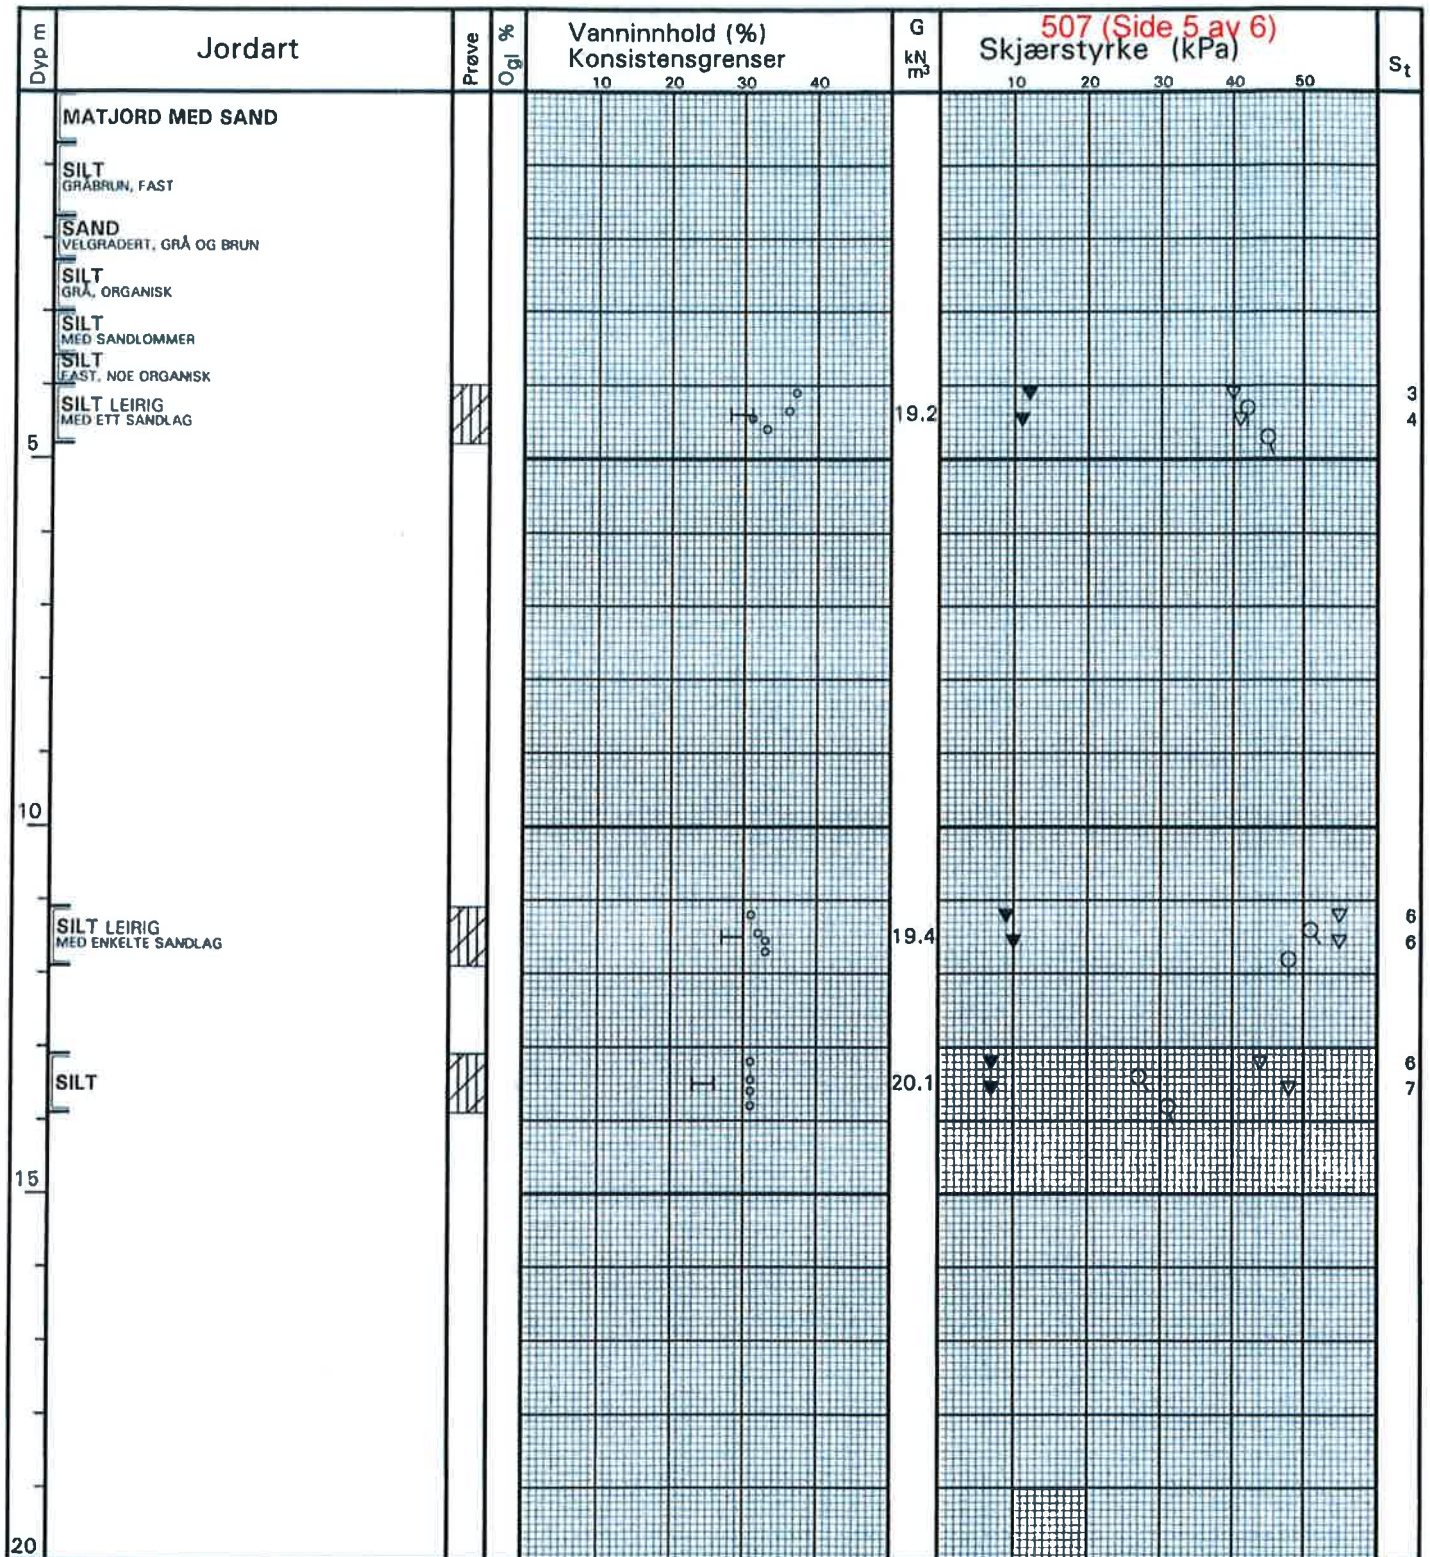 507 (Side 5 av 6)
Dyp m
Jordart
Prøve
Ogl %
Vanninnhold (%)
Konsistensgrenser
10 20 30 40
G
kN
m³
Skjærstyrke (kPa)
10 20 30 40 50
St
MATJORD MED SAND
SILT
GRÅBRUN, FAST
SAND
VELGRADERT, GRÅ OG BRUN
SILT
GRÅ, ORGANISK
SILT
MED SANDLOMMER
SILT
FAST, NOE ORGANISK
3
SILT LEIRIG
19.2
MED ETT SANDLAG
4
5
10
6
SILT LEIRIG
19.4
MED ENKELTE SANDLAG
6
6
SILT
20.1
7
15
20